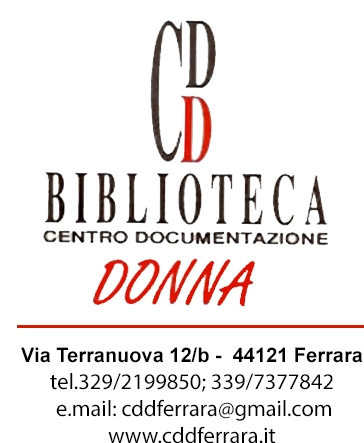 CDD
BIBLIOTECA
CENTRO DOCUMENTAZIONE
DONNA
Via Terranuova 12/b - 44121 Ferrara
tel.329/2199850; 339/7377842
e.mail: cddferrara@gmail.com
www.cddferrara.it